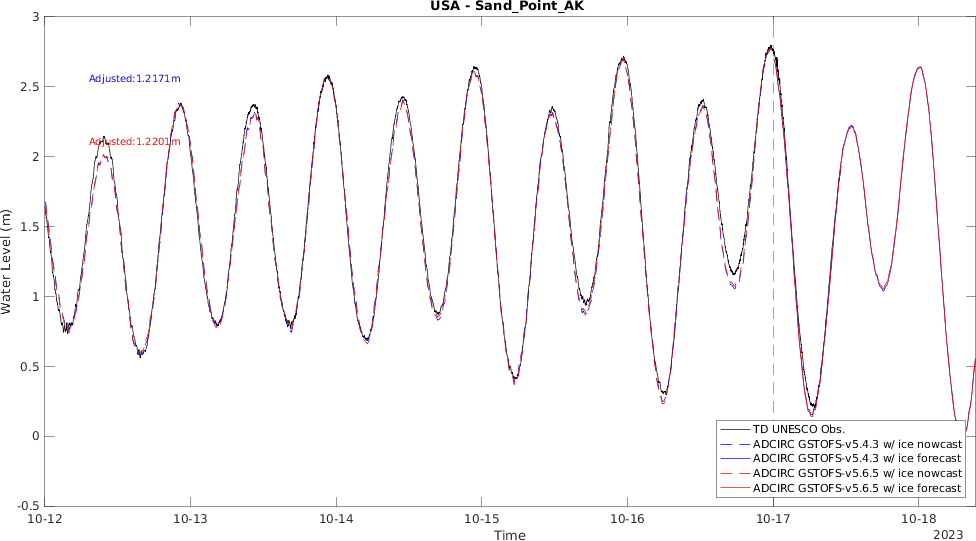 USA - Sand_Point_AK
3
2.5
2
1.5
1
0.5
0
-0.5
Water Level (m)
Adjusted:1.2171m
Adjusted:1.2201m
TD UNESCO Obs.
ADCIRC GSTOFS-v5.4.3 w/ ice nowcast
ADCIRC GSTOFS-v5.4.3 w/ ice forecast
ADCIRC GSTOFS-v5.6.5 w/ ice nowcast
ADCIRC GSTOFS-v5.6.5 w/ ice forecast
10-12 10-13 10-14 10-15 10-16 10-17 10-18
Time
2023